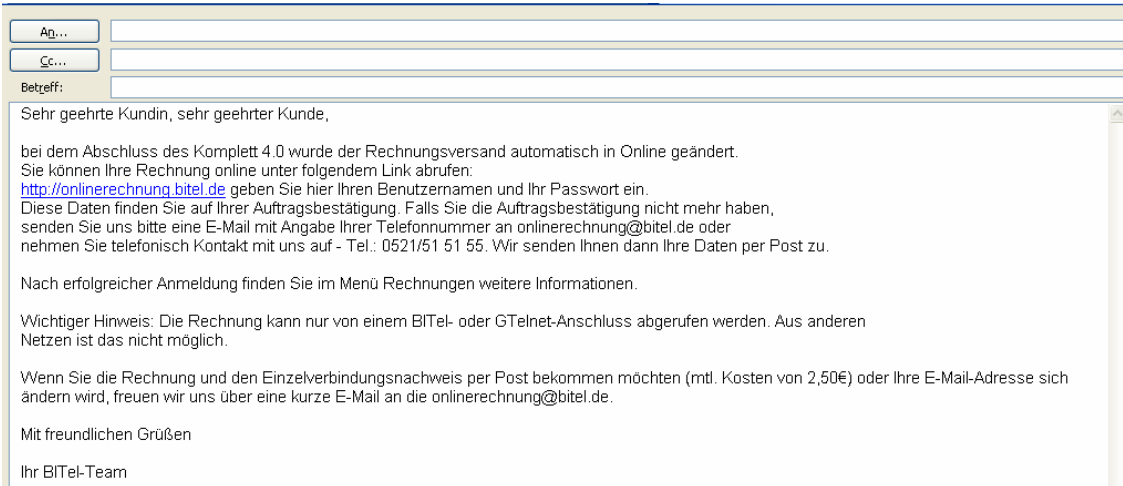 An...
Cc...
Betreff:
Sehr geehrte Kundin, sehr geehrter Kunde,
bei dem Abschluss des Komplett 4.0 wurde der Rechnungsversand automatisch in Online geändert.
Sie können Ihre Rechnung online unter folgendem Link abrufen:
http://onlinerechnung.bitel.de geben Sie hier Ihren Benutzernamen und Ihr Passwort ein.
Diese Daten finden Sie auf Ihrer Auftragsbestätigung. Falls Sie die Auftragsbestätigung nicht mehr haben,
senden Sie uns bitte eine E-Mail mit Angabe Ihrer Telefonnummer an onlinerechnung@bitel.de oder
nehmen Sie telefonisch Kontakt mit uns auf - Tel.: 0521/51 51 55. Wir senden Ihnen dann Ihre Daten per Post zu.
Nach erfolgreicher Anmeldung finden Sie im Menü Rechnungen weitere Informationen.
Wichtiger Hinweis: Die Rechnung kann nur von einem BITel- oder GTelnet-Anschluss abgerufen werden. Aus anderen
Netzen ist das nicht möglich.
Wenn Sie die Rechnung und den Einzelverbindungsnachweis per Post bekommen möchten (mtl. Kosten von 2,50€) oder Ihre E-Mail-Adresse sich
ändern wird, freuen wir uns über eine kurze E-Mail an die onlinerechnung@bitel.de.
Mit freundlichen Grüßen
Ihr BITel-Team